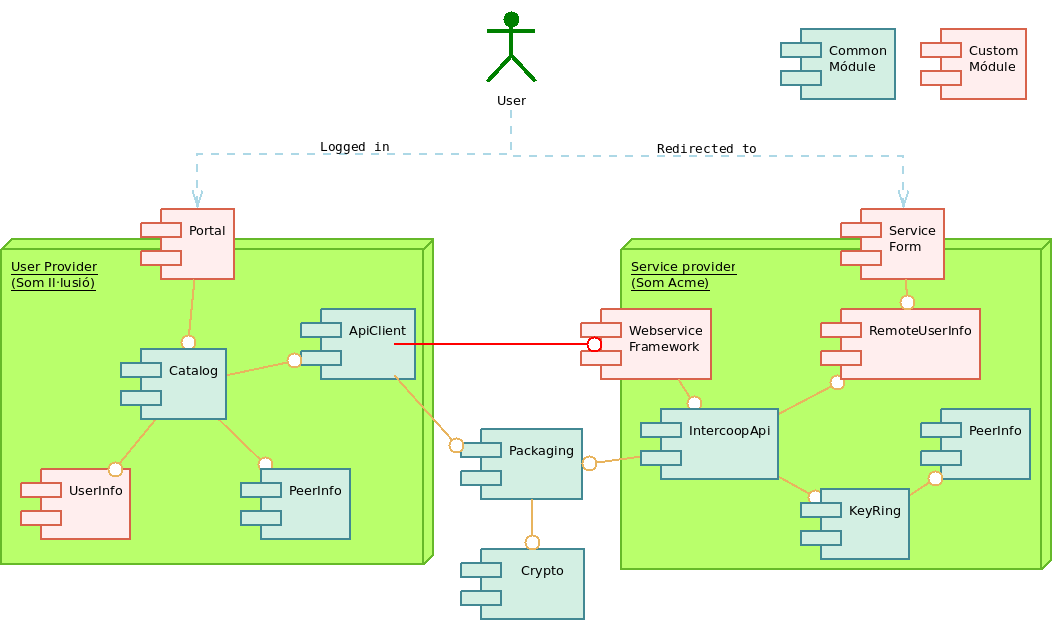 Common
Módule
Custom
Módule
User
Logged in
Redirected to
Portal
Service
Form
User Provider
(Som Il·lusió)
Service provider
(Som Acme)
ApiClient
Webservice
Framework
RemoteUserInfo
Catalog
IntercoopApi
PeerInfo
Packaging
UserInfo
PeerInfo
KeyRing
Crypto